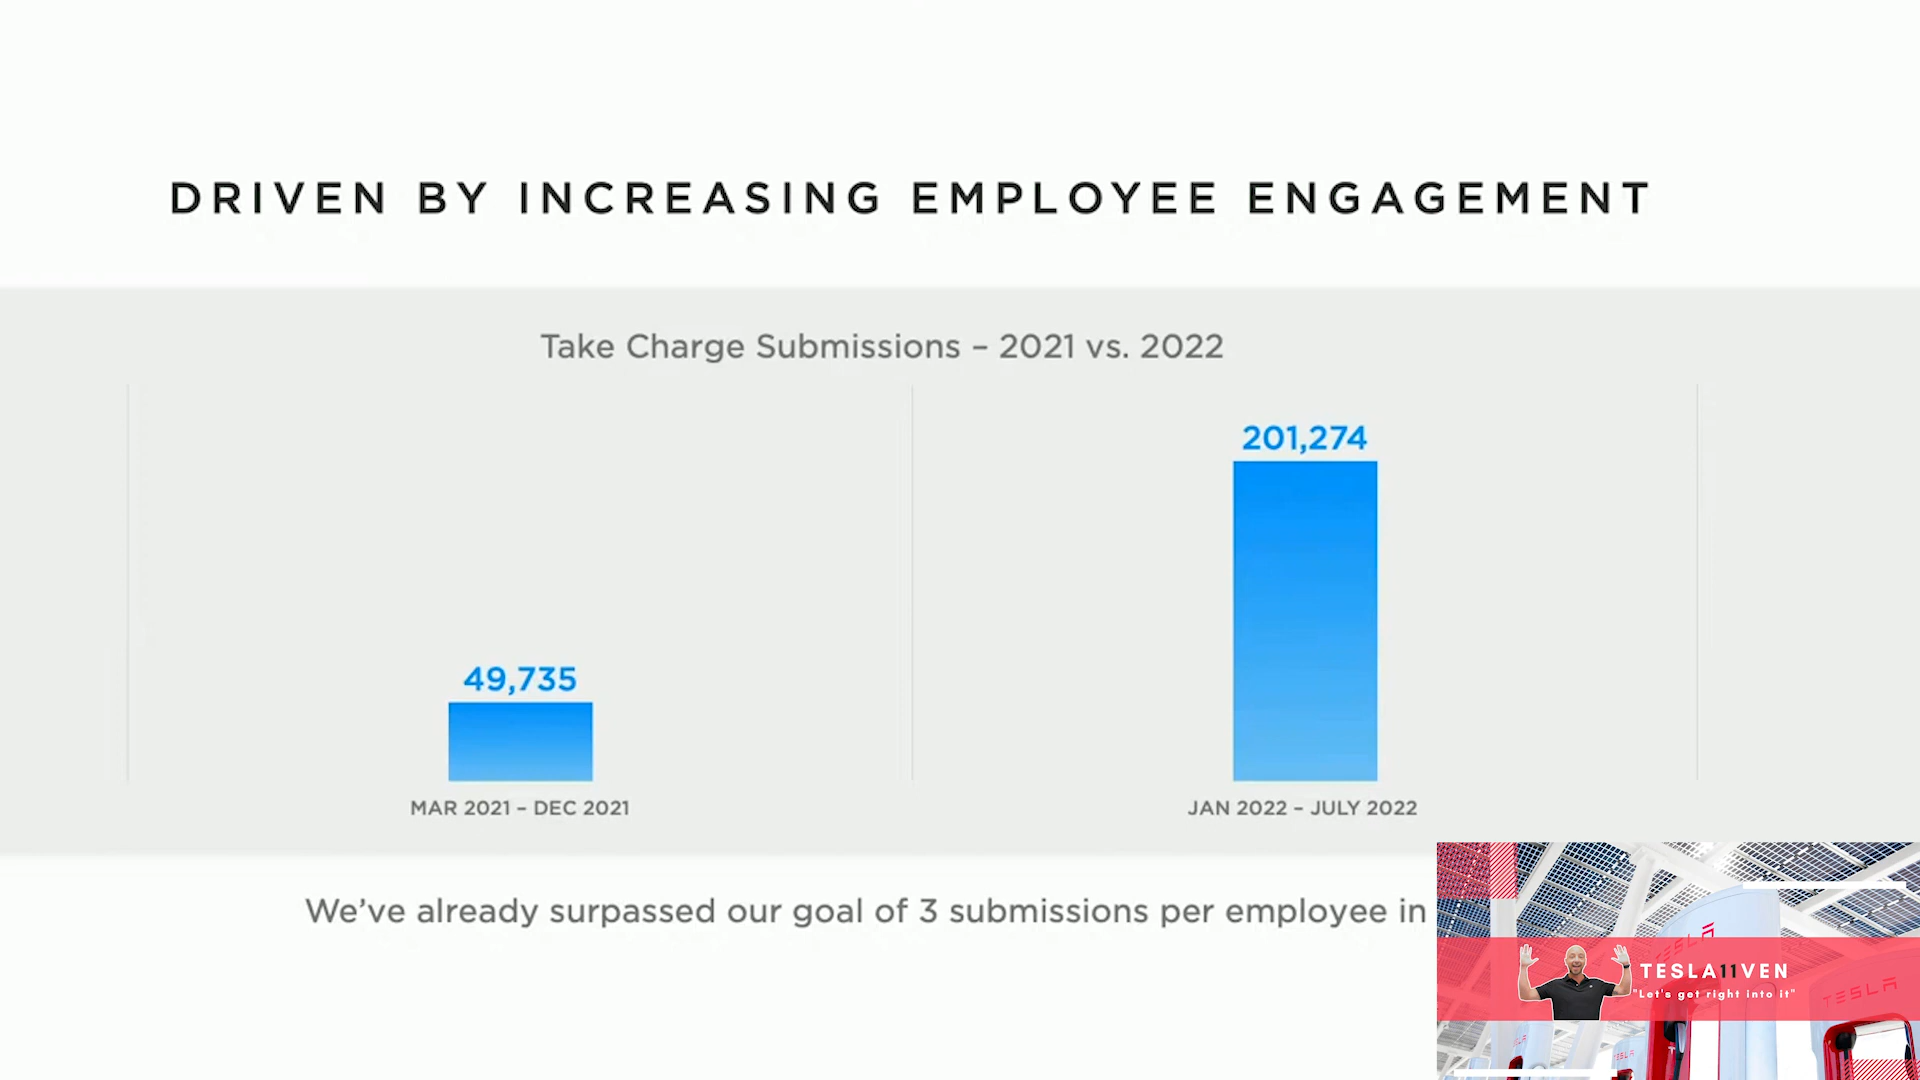 DRIVEN BY INCREASING EMPLOYEE ENGAGEMENT
Take Charge Submissions – 2021 vs. 2022
201,274
49,735
MAR 2021 – DEC 2021
JAN 2022 – JULY 2022
We’ve already surpassed our goal of 3 submissions per employee in
TESLA11VEN
"Let's get right into it"
TESLA